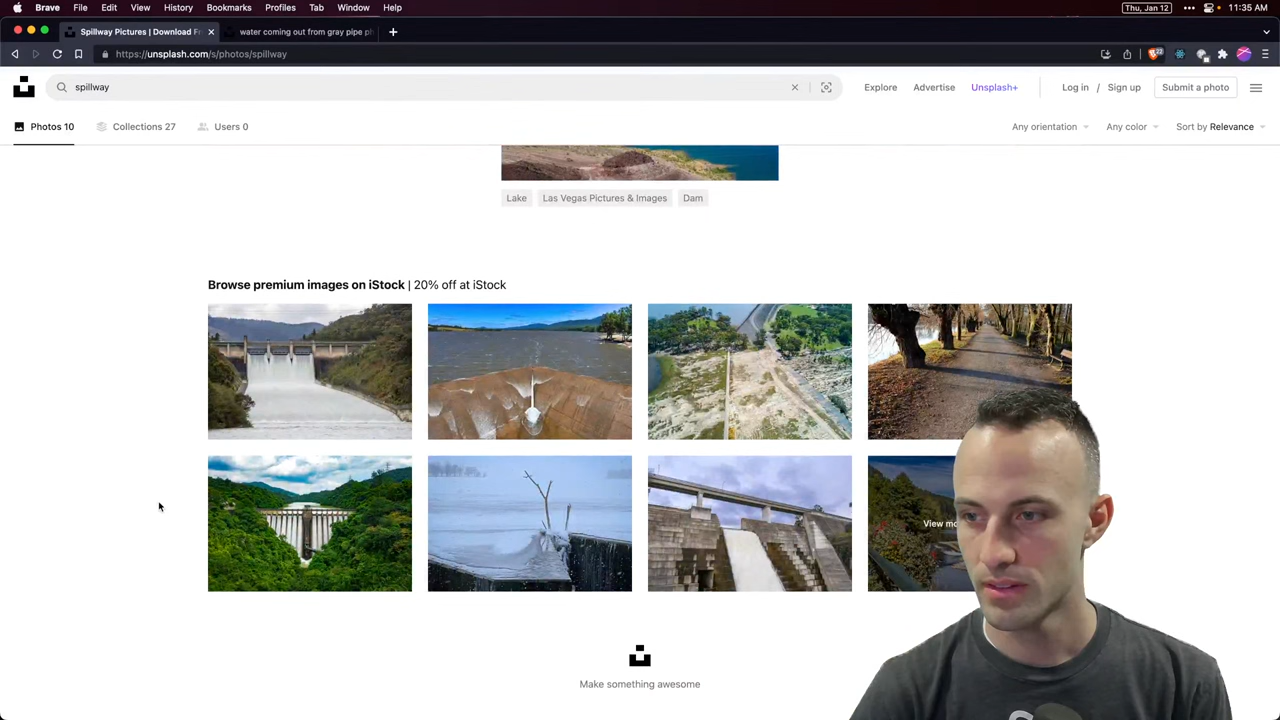 Brave File Edit View History Bookmarks Profiles Tab Window Help Thu, Jan 12 11:35 AM
Spillway Pictures | Download F water coming out from gray pipe ph
https://unsplash.com/s/photos/spillway
spillway Explore Advertise Unsplash+ Log in / Sign up Submit a photo
Photos 10 Collections 27 Users 0 Any orientation Any color Sort by Relevance
Lake Las Vegas Pictures & Images Dam
Browse premium images on iStock | 20% off at iStock
View mo
Make something awesome